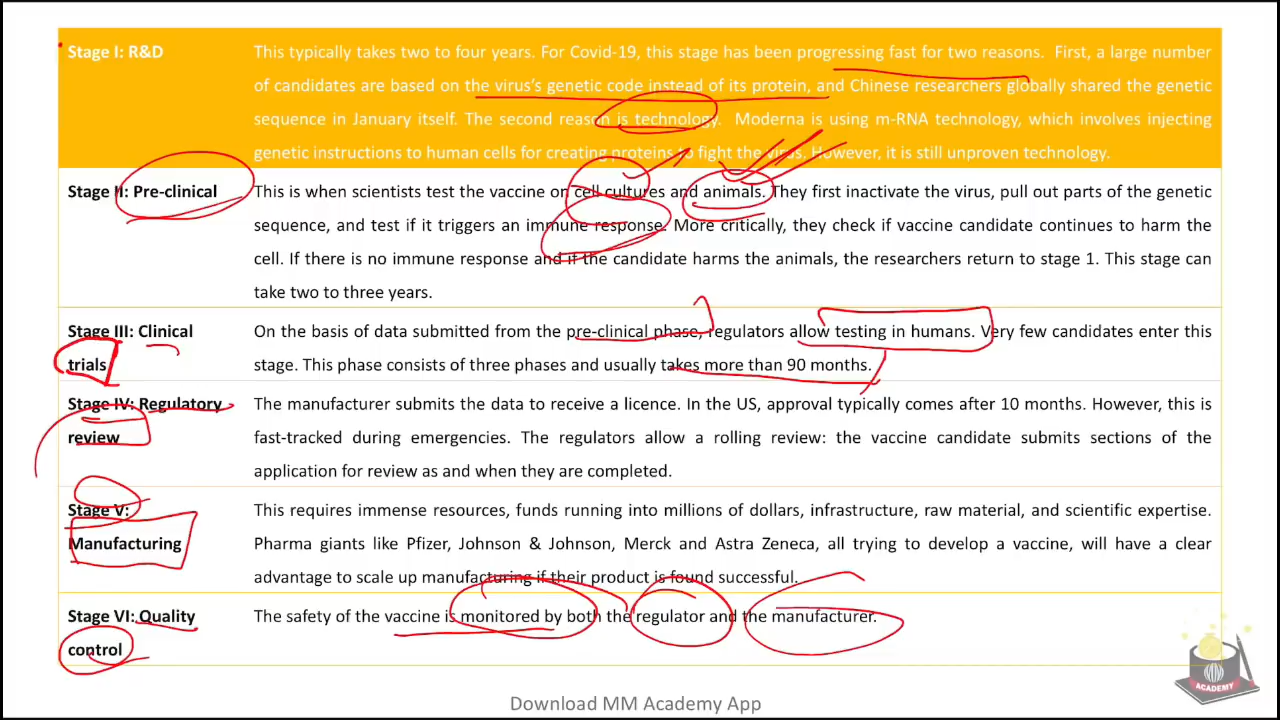 Stage I: R&D
This typically takes two to four years. For Covid-19, this stage has been progressing fast for two reasons. First, a large number
of candidates are based on the virus's genetic code instead of its protein, and Chinese researchers globally shared the genetic
sequence in January itself. The second reason is technology. Moderna is using m-RNA technology, which involves injecting
genetic instructions to human cells for creating proteins to fight the virus. However, it is still unproven technology.
Stage II: Pre-clinical
This is when scientists test the vaccine on cell cultures and animals. They first inactivate the virus, pull out parts of the genetic
sequence, and test if it triggers an immune response. More critically, they check if vaccine candidate continues to harm the
cell. If there is no immune response and if the candidate harms the animals, the researchers return to stage 1. This stage can
take two to three years.
Stage III: Clinical
trials
On the basis of data submitted from the pre-clinical phase, regulators allow testing in humans. Very few candidates enter this
stage. This phase consists of three phases and usually takes more than 90 months.
Stage IV: Regulatory
review
The manufacturer submits the data to receive a licence. In the US, approval typically comes after 10 months. However, this is
fast-tracked during emergencies. The regulators allow a rolling review: the vaccine candidate submits sections of the
application for review as and when they are completed.
Stage V:
Manufacturing
This requires immense resources, funds running into millions of dollars, infrastructure, raw material, and scientific expertise.
Pharma giants like Pfizer, Johnson & Johnson, Merck and Astra Zeneca, all trying to develop a vaccine, will have a clear
advantage to scale up manufacturing if their product is found successful.
Stage VI: Quality
control
The safety of the vaccine is monitored by both the regulator and the manufacturer.
ACADEMY
Download MM Academy App